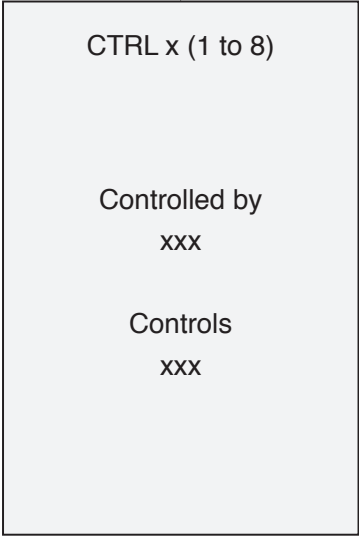 CTRL x (1 to 8)
Controlled by
xxx
Controls
xxx